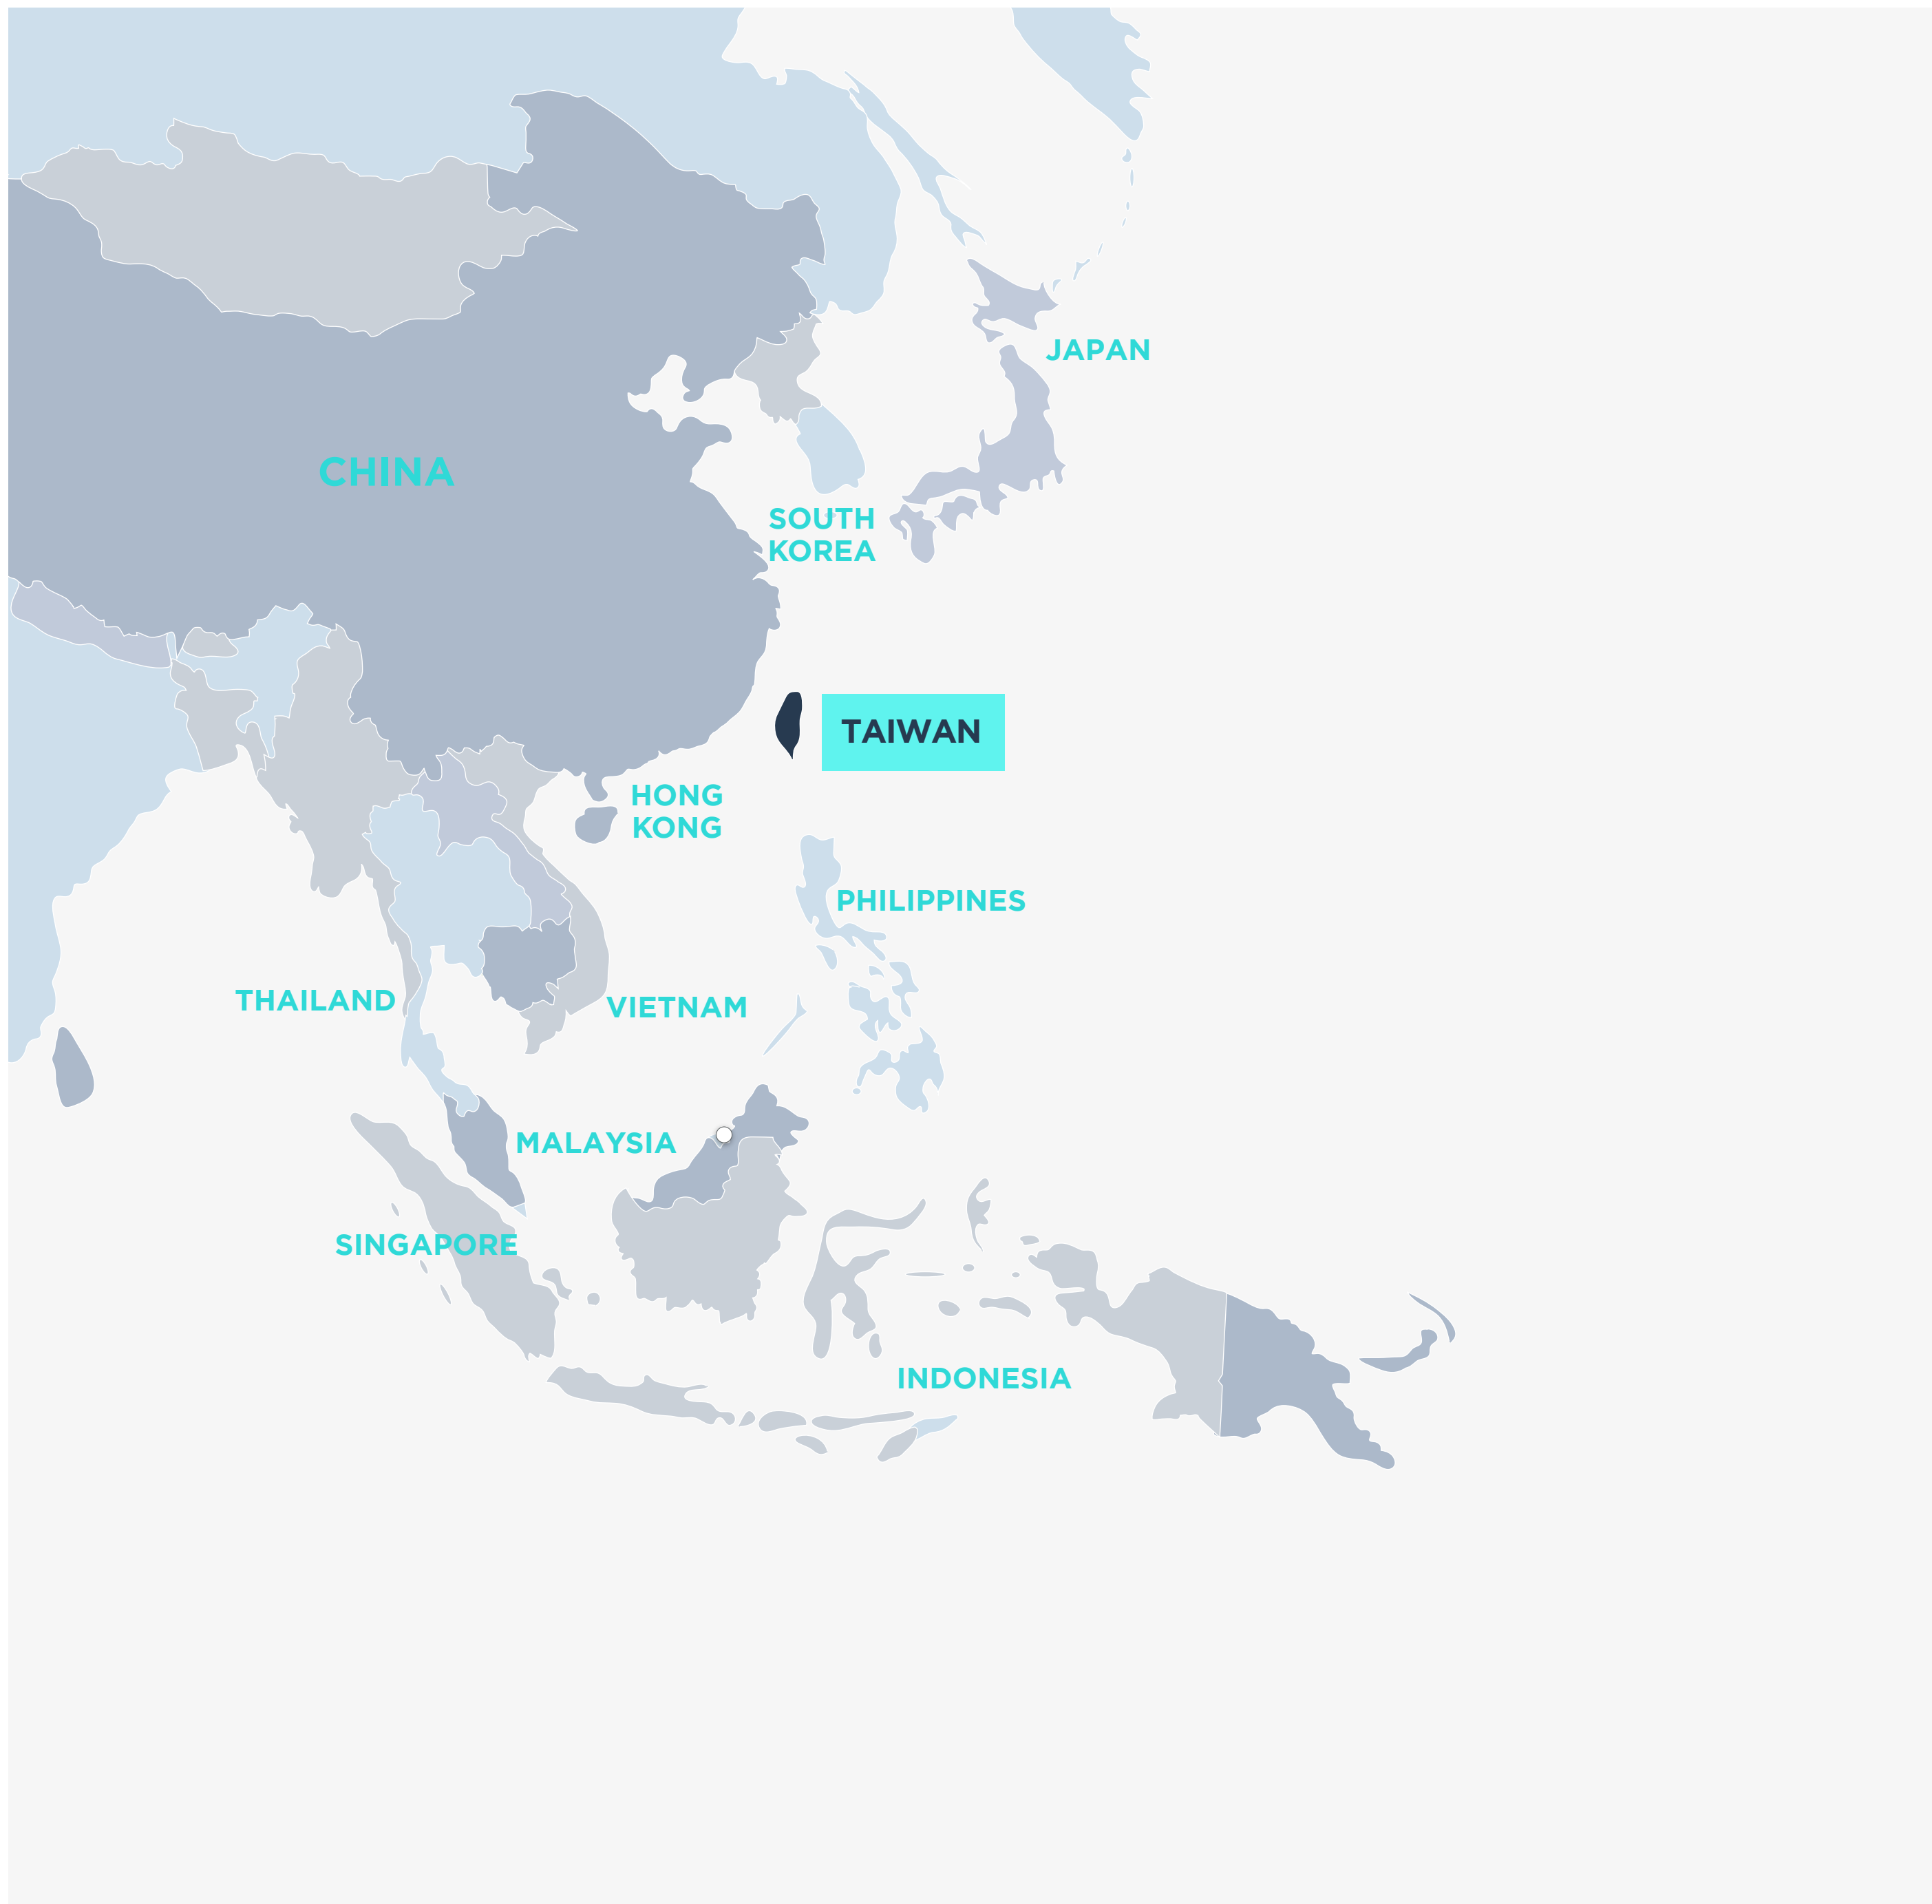 JAPAN
CHINA
SOUTH
KOREA
TAIWAN
HONG
KONG
PHILIPPINES
THAILAND
VIETNAM
MALAYSIA
SINGAPORE
INDONESIA